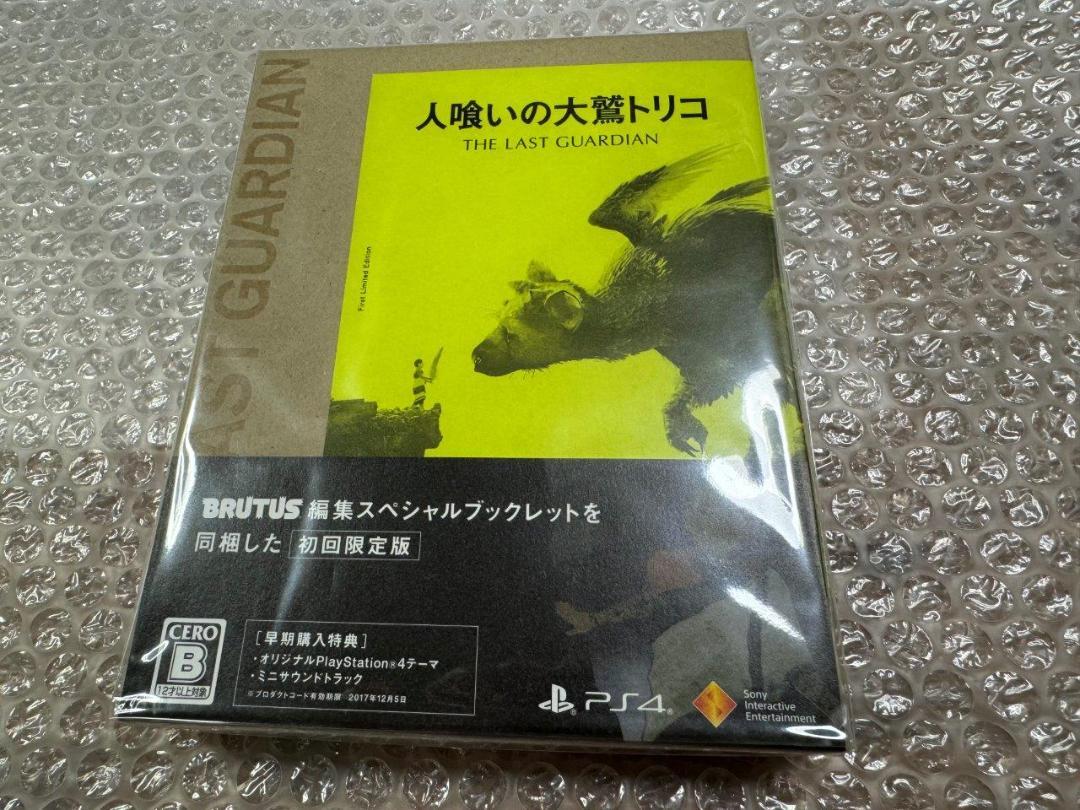 人喰いの大鷲トリコ
THE LAST GUARDIAN
AST GUARDIAN
First Limited Edition
BRUTUS 編集スペシャルブックレットを
同梱した 初回限定版
CERO
B
12才以上対象
[早期購入特典]
・オリジナルPlayStation®4テーマ
・ミニサウンドトラック
※プロダクトコード有効期限 2017年12月5日
PS4
Sony
Interactive
Entertainment